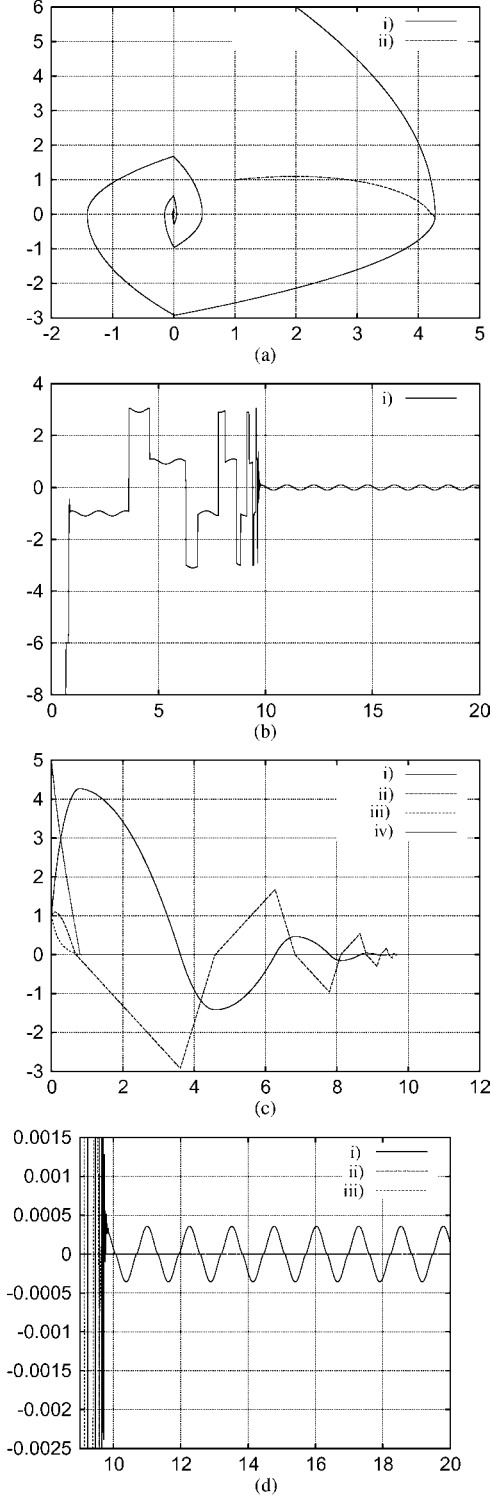 6
5
4
3
2
1
0
-1
-2
-3
i)
ii)
-2 -1 0 1 2 3 4 5
(a)
4
2
0
-2
-4
-6
-8
i)
0 5 10 15 20
(b)
5
4
3
2
1
0
-1
-2
-3
i)
ii)
iii)
iv)
0 2 4 6 8 10 12
(c)
0.0015
0.001
0.0005
0
-0.0005
-0.001
-0.0015
-0.002
-0.0025
i)
ii)
iii)
10 12 14 16 18 20
(d)